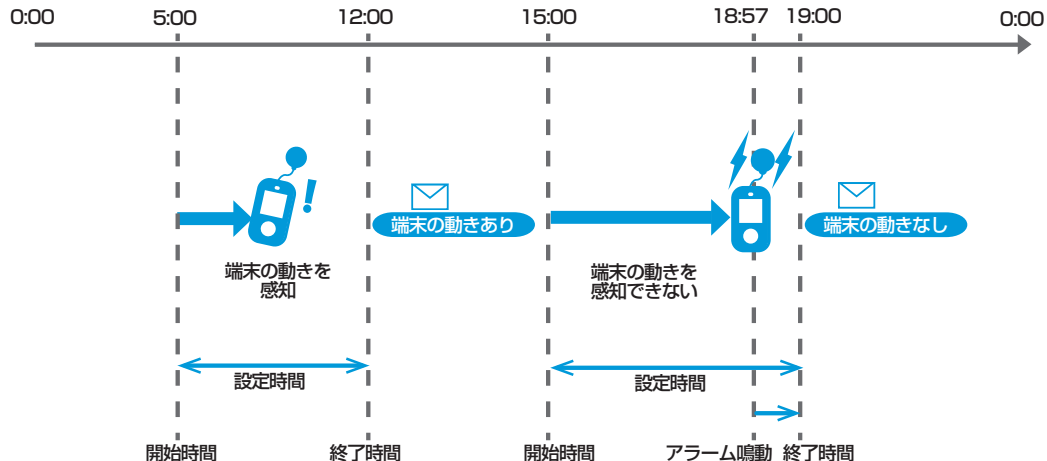 0:00 5:00 12:00 15:00 18:57 19:00 0:00
!
端末の動きあり
端末の動きなし
端末の動きを
感知
端末の動きを
感知できない
設定時間
設定時間
開始時間 終了時間 開始時間 アラーム鳴動 終了時間